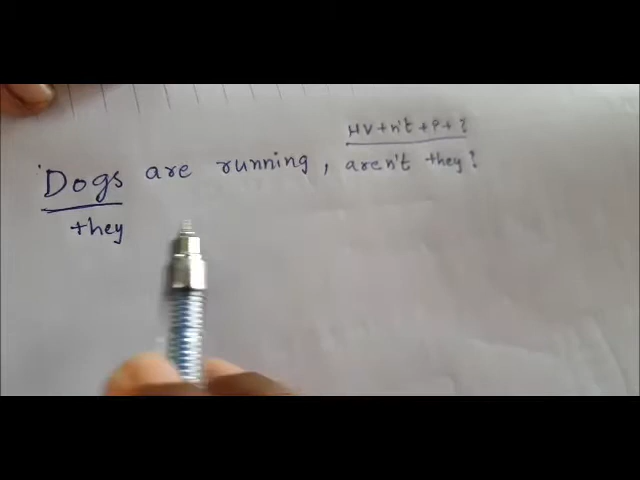 HV + n't + P + ?
Dogs are running, aren't they?
they